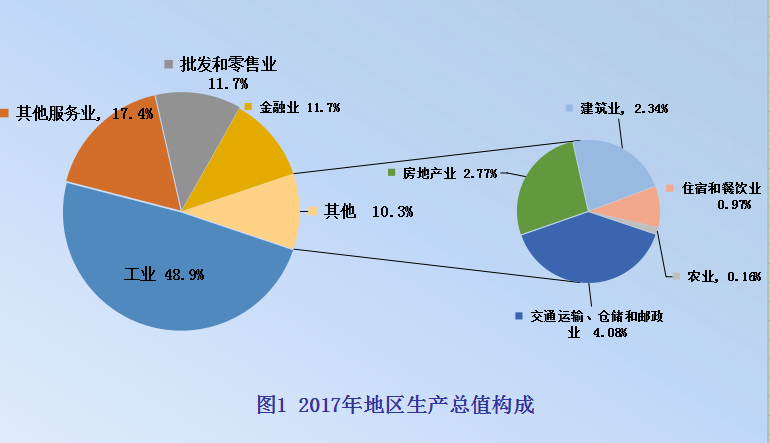 批发和零售业
11.7%
其他服务业, 17.4%
金融业 11.7%
建筑业, 2.34%
房地产业 2.77%
住宿和餐饮业
0.97%
其他 10.3%
工业 48.9%
农业, 0.16%
交通运输、仓储和邮政
业 4.08%
图1 2017年地区生产总值构成